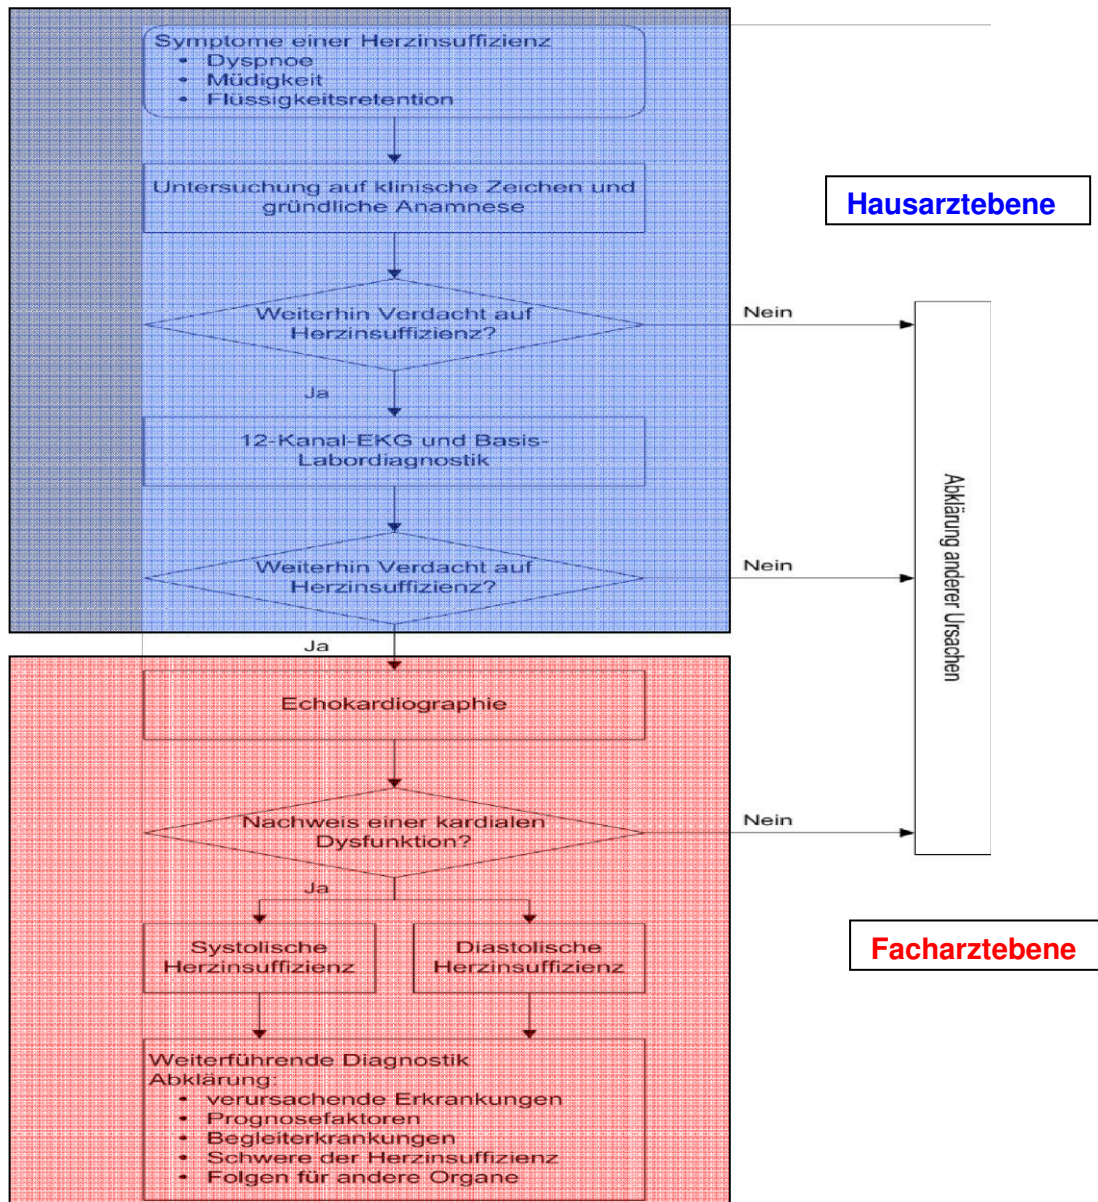 Symptome einer Herzinsuffizienz
• Dyspnoe
• Müdigkeit
• Flüssigkeitsretention
Untersuchung auf klinische Zeichen und
gründliche Anamnese
Hausarztebene
Weiterhin Verdacht auf
Herzinsuffizienz?
Nein
Ja
12-Kanal-EKG und Basis-
Labordiagnostik
Weiterhin Verdacht auf
Herzinsuffizienz?
Nein
Abklärung anderer Ursachen
Ja
Echokardiographie
Nachweis einer kardialen
Dysfunktion?
Nein
Ja
Systolische
Herzinsuffizienz
Diastolische
Herzinsuffizienz
Facharztebene
Weiterführende Diagnostik
Abklärung:
• verursachende Erkrankungen
• Prognosefaktoren
• Begleiterkrankungen
• Schwere der Herzinsuffizienz
• Folgen für andere Organe